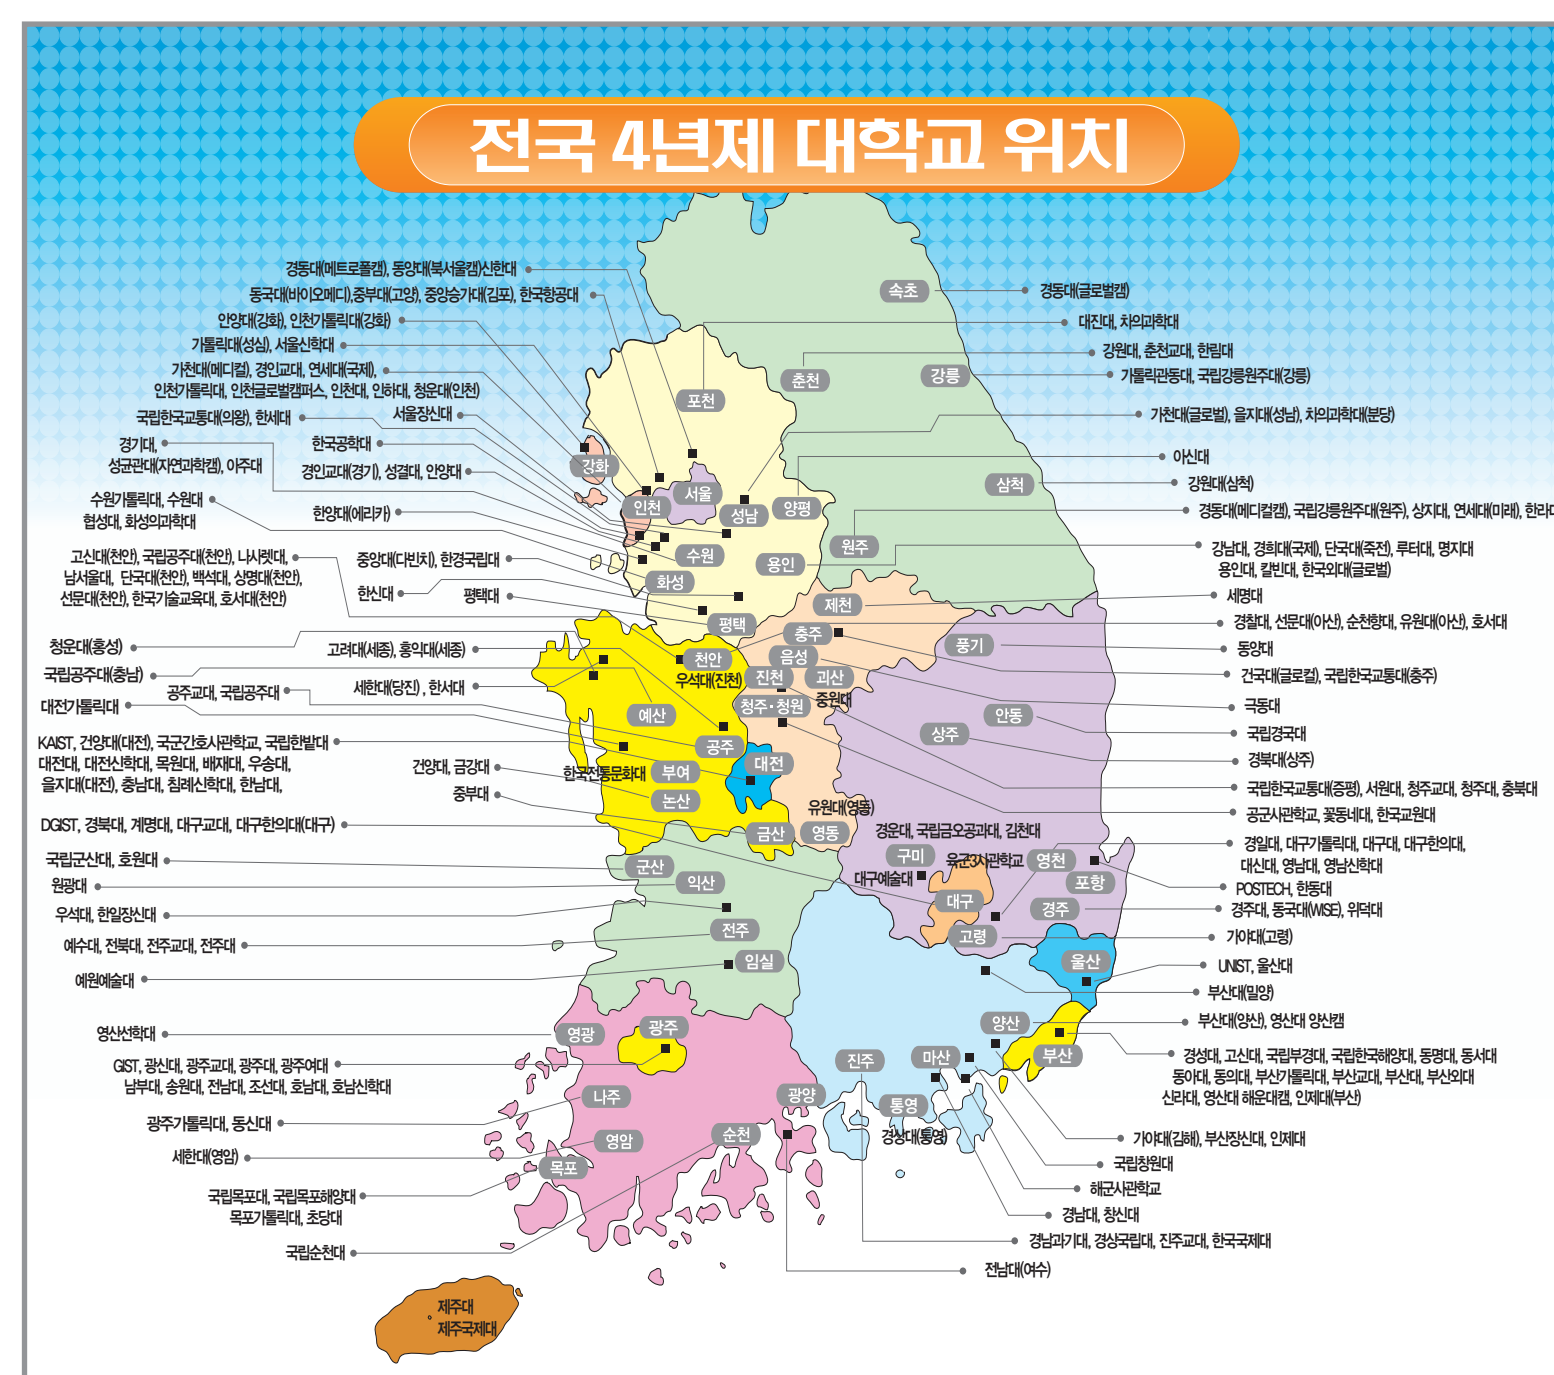 전국 4년제 대학교 위치
경동대(메트로폴캠), 동양대(북서울캠)신한대
동국대(바이오메디),중부대(고양), 중앙승가대(김포), 한국항공대
안양대(강화), 인천가톨릭대(강화)
가톨릭대(성심), 서울신학대
가천대(메디컬), 경인교대, 연세대(국제),
인천가톨릭대, 인천글로벌캠퍼스, 인천대, 인하대, 청운대(인천)
국립한국교통대(의왕), 한세대
서울장신대
경기대,
성균관대(자연과학캠), 아주대
한국공학대
경인교대(경기), 성결대, 안양대
수원가톨릭대, 수원대
협성대, 화성의과학대
한양대(에리카)
고신대(천안), 국립공주대(천안), 나사렛대,
남서울대, 단국대(천안), 백석대, 상명대(천안),
선문대(천안), 한국기술교육대, 호서대(천안)
중앙대(다빈치), 한경국립대
한신대
평택대
청운대(홍성)
고려대(세종), 홍익대(세종)
국립공주대(충남)
공주교대, 국립공주대
세한대(당진) , 한서대
대전가톨릭대
KAIST, 건양대(대전), 국군간호사관학교, 국립한밭대
대전대, 대전신학대, 목원대, 배재대, 우송대,
을지대(대전), 충남대, 침례신학대, 한남대,
건양대, 금강대
중부대
DGIST, 경북대, 계명대, 대구교대, 대구한의대(대구)
국립군산대, 호원대
원광대
우석대, 한일장신대
예수대, 전북대, 전주교대, 전주대
예원예술대
영산선학대
GIST, 광신대, 광주교대, 광주대, 광주여대
남부대, 송원대, 전남대, 조선대, 호남대, 호남신학대
광주가톨릭대, 동신대
세한대(영암)
국립목포대, 국립목포해양대
목포가톨릭대, 초당대
국립순천대
속초
춘천
강릉
포천
강화
서울
인천
성남
양평
삼척
수원
용인
원주
화성
평택
제천
충주
풍기
천안
음성
우석대(진천)
진천
괴산
중원대
청주·청원
예산
안동
상주
공주
대전
한국전통문화대
부여
논산
유원대(영동)
금산
영동
경운대, 국립금오공과대, 김천대
구미
육군3사관학교
영천
대구예술대
포항
군산
익산
대구
경주
전주
고령
임실
울산
영광
광주
양산
부산
진주
마산
나주
광양
통영
경상대(통영)
영암
순천
목포
제주대
제주국제대
경동대(글로벌캠)
대진대, 차의과학대
강원대, 춘천교대, 한림대
가톨릭관동대, 국립강릉원주대(강릉)
가천대(글로벌), 을지대(성남), 차의과학대(분당)
아신대
강원대(삼척)
경동대(메디컬캠), 국립강릉원주대(원주), 상지대, 연세대(미래), 한라대
강남대, 경희대(국제), 단국대(죽전), 루터대, 명지대
용인대, 칼빈대, 한국외대(글로벌)
세명대
경찰대, 선문대(아산), 순천향대, 유원대(아산), 호서대
동양대
건국대(글로컬), 국립한국교통대(충주)
극동대
국립경국대
경북대(상주)
국립한국교통대(증평), 서원대, 청주교대, 청주대, 충북대
공군사관학교, 꽃동네대, 한국교원대
경일대, 대구가톨릭대, 대구대, 대구한의대,
대신대, 영남대, 영남신학대
POSTECH, 한동대
경주대, 동국대(WISE), 위덕대
가야대(고령)
UNIST, 울산대
부산대(밀양)
부산대(양산), 영산대 양산캠
경성대, 고신대, 국립부경대, 국립한국해양대, 동명대, 동서대
동아대, 동의대, 부산가톨릭대, 부산교대, 부산대, 부산외대
신라대, 영산대 해운대캠, 인제대(부산)
가야대(김해), 부산장신대, 인제대
국립창원대
해군사관학교
경남대, 창신대
경남과기대, 경상국립대, 진주교대, 한국국제대
전남대(여수)